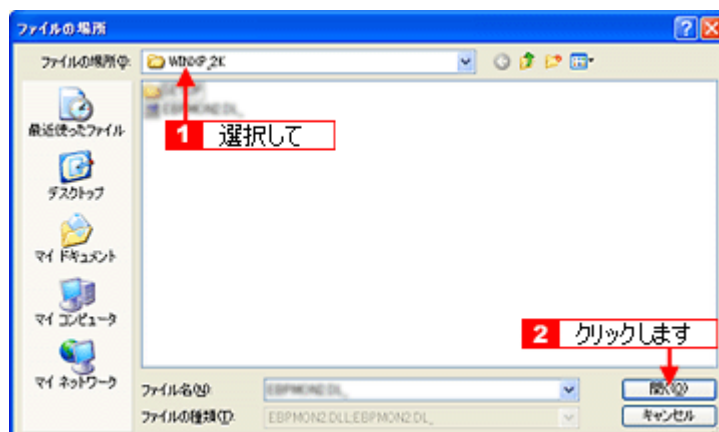 ファイルの場所
ファイルの場所(I): WINXP_2K
1 選択して
最近使ったファイル
デスクトップ
マイ ドキュメント
マイ コンピュータ
マイ ネットワーク
2 クリックします
ファイル名(N): 開く(O)
ファイルの種類(T): EBPMON2.DLL;EBPMON2.DL_ キャンセル